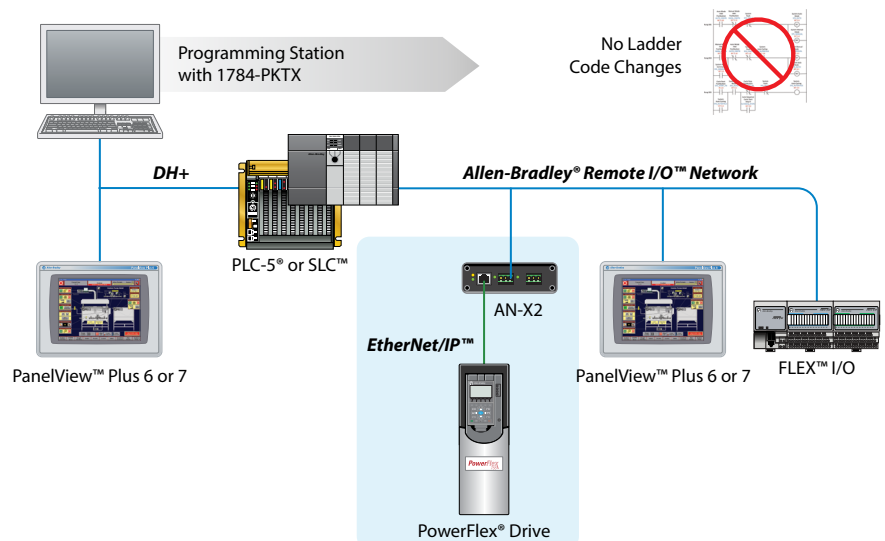 Programming Station
with 1784-PKTX
No Ladder
Code Changes
DH+
Allen-Bradley® Remote I/O™ Network
PLC-5® or SLC™
AN-X2
EtherNet/IP™
PanelView™ Plus 6 or 7
PanelView™ Plus 6 or 7
FLEX™ I/O
PowerFlex
PowerFlex® Drive